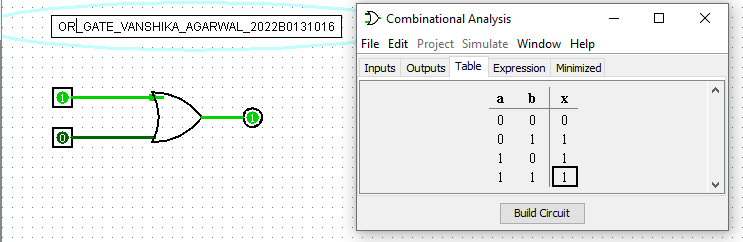 OR_GATE_VANSHIKA_AGARWAL_2022B0131016
1
0
1
Combinational Analysis
File Edit Project Simulate Window Help
Inputs Outputs Table Expression Minimized
a b x
0 0 0
0 1 1
1 0 1
1 1 1
Build Circuit